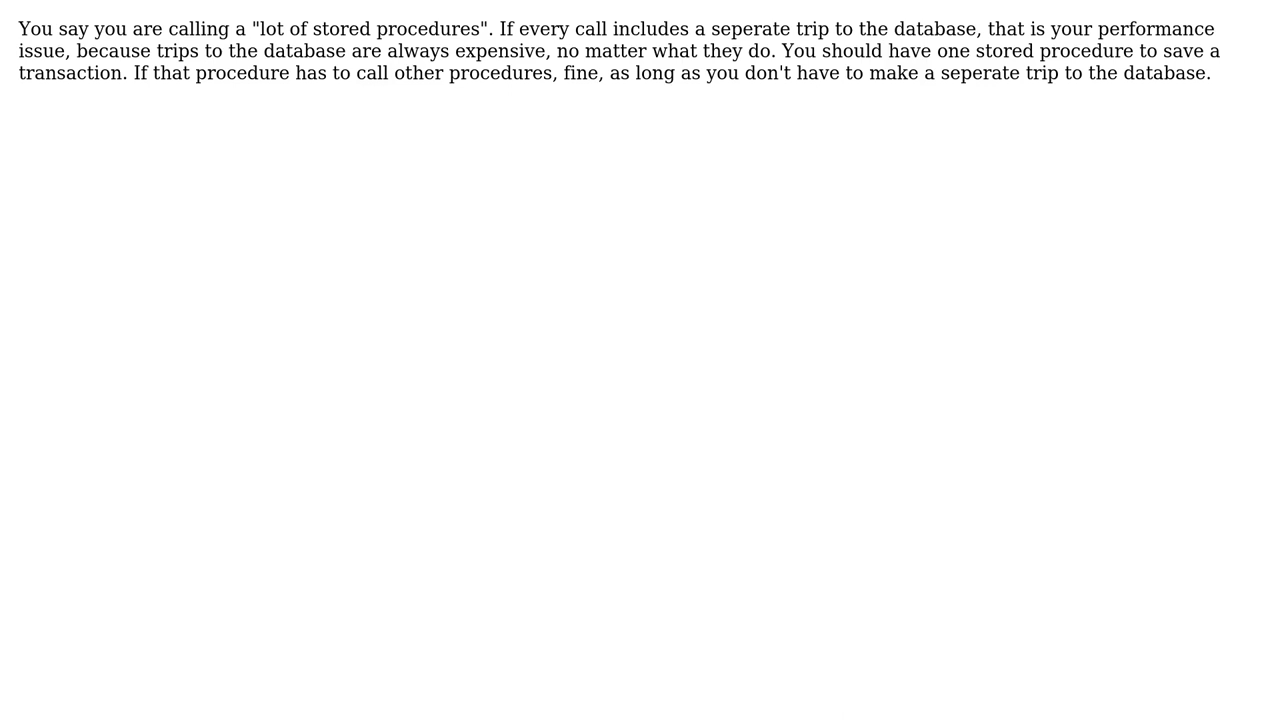 You say you are calling a "lot of stored procedures". If every call includes a seperate trip to the database, that is your performance
issue, because trips to the database are always expensive, no matter what they do. You should have one stored procedure to save a
transaction. If that procedure has to call other procedures, fine, as long as you don't have to make a seperate trip to the database.